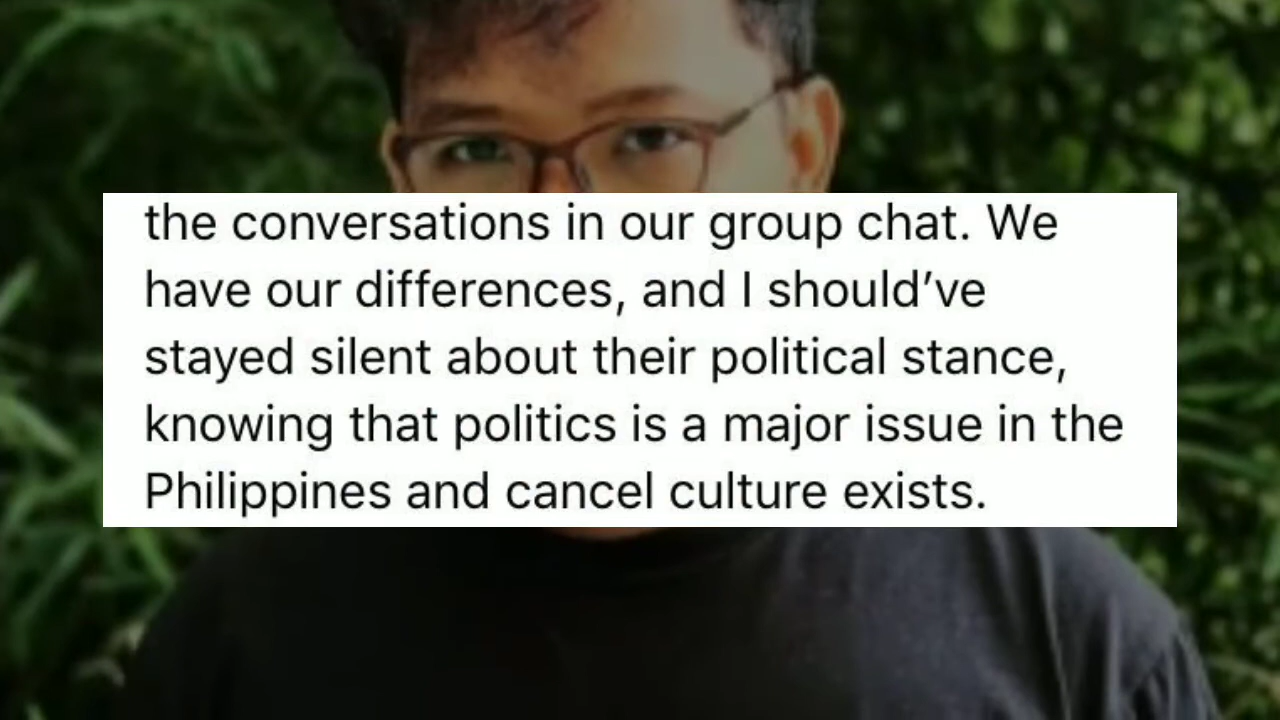 the conversations in our group chat. We
have our differences, and I should’ve
stayed silent about their political stance,
knowing that politics is a major issue in the
Philippines and cancel culture exists.